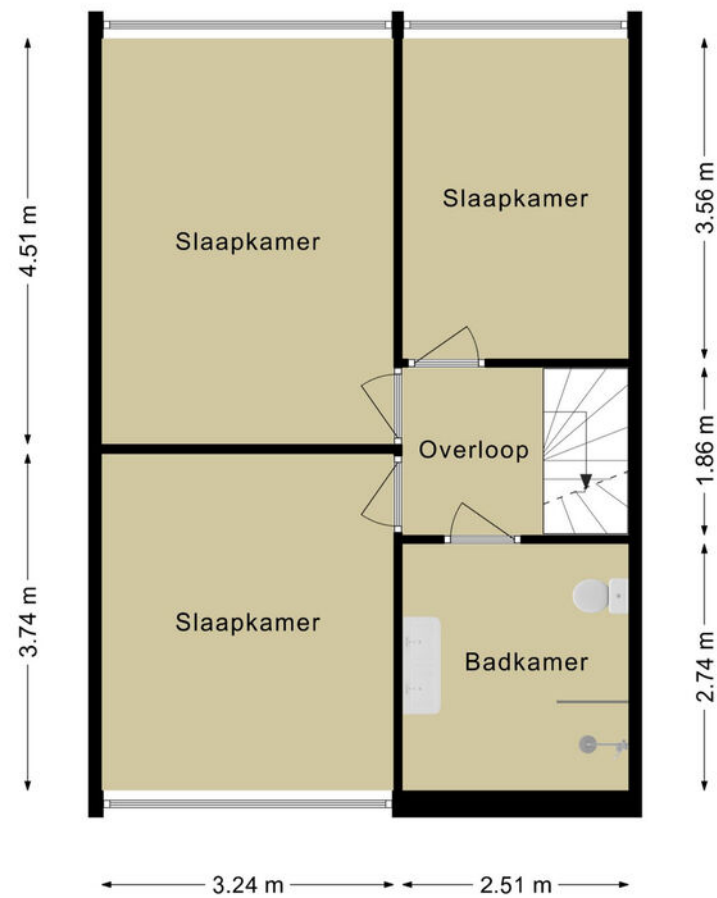 Slaapkamer
Slaapkamer
4.51 m
3.56 m
Overloop
1.86 m
Slaapkamer
3.74 m
Badkamer
2.74 m
3.24 m
2.51 m